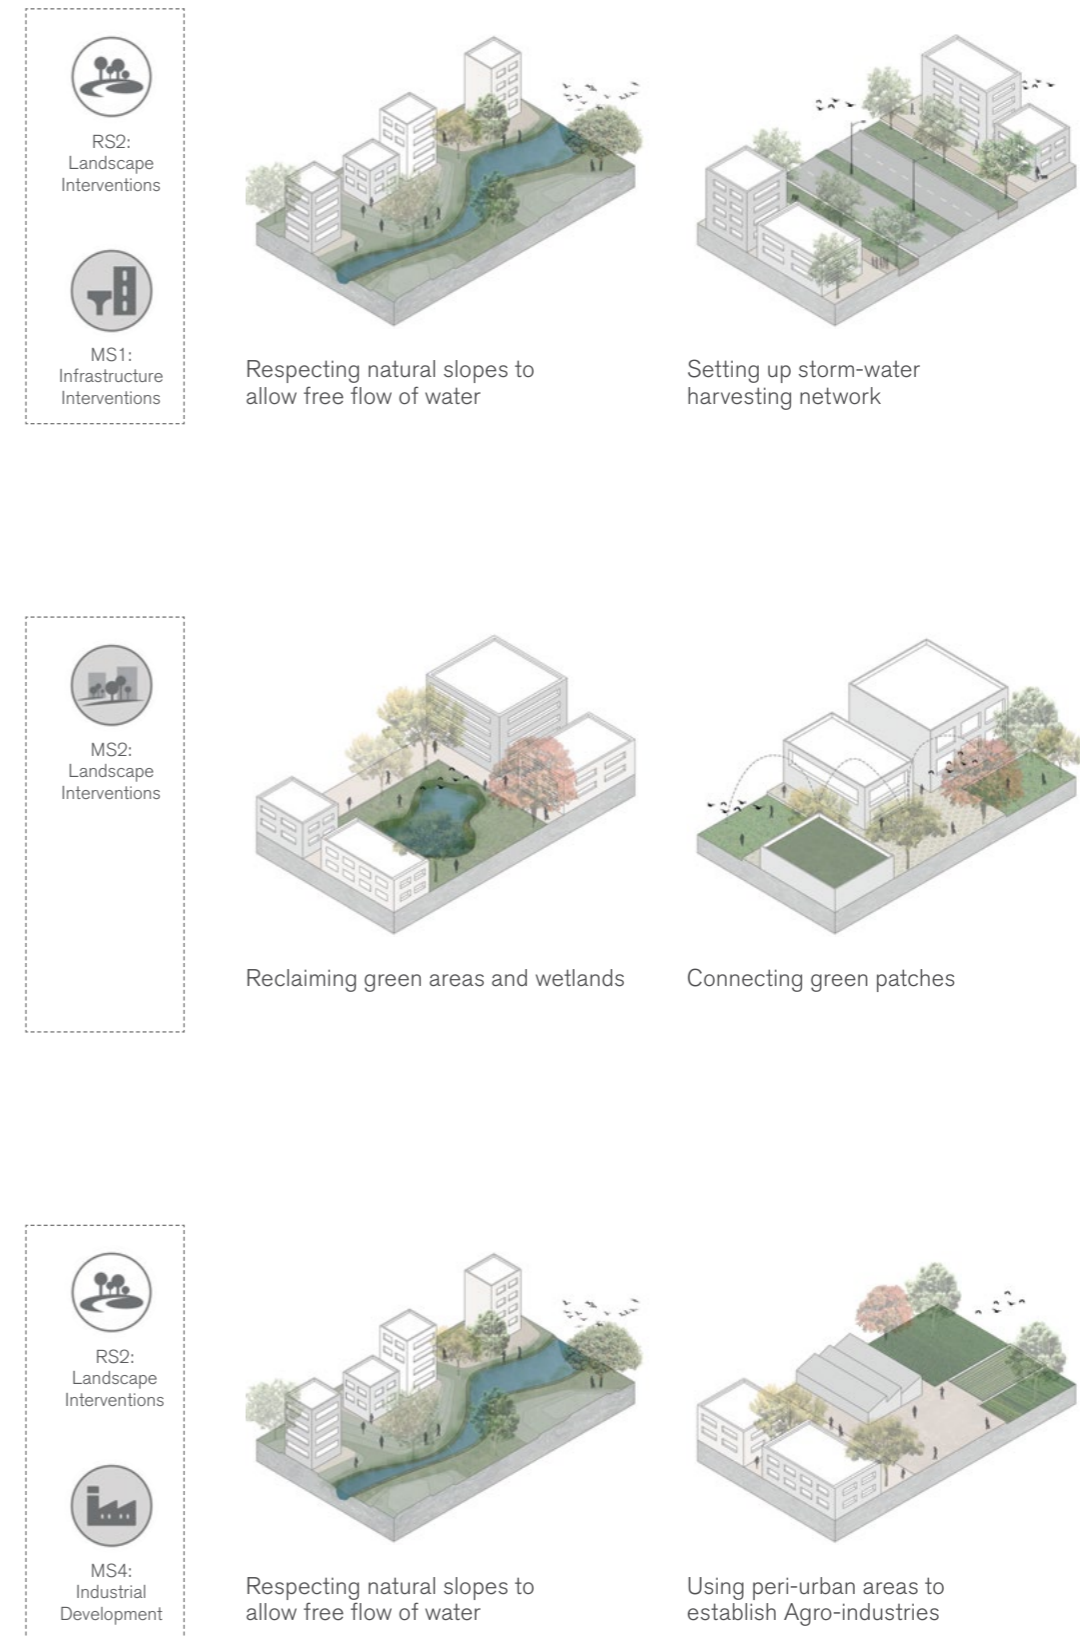 RS2:
Landscape
Interventions
MS1:
Infrastructure
Interventions
Respecting natural slopes to
allow free flow of water
Setting up storm-water
harvesting network
MS2:
Landscape
Interventions
Reclaiming green areas and wetlands
Connecting green patches
RS2:
Landscape
Interventions
MS4:
Industrial
Development
Respecting natural slopes to
allow free flow of water
Using peri-urban areas to
establish Agro-industries